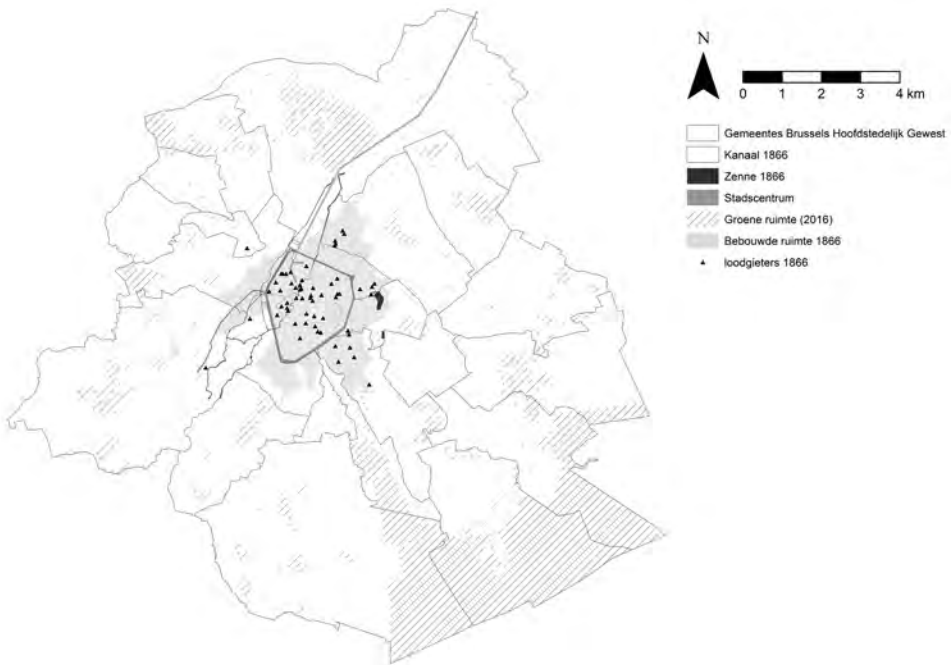 N
0 1 2 3 4 km
Gemeentes Brussels Hoofdstedelijk Gewest
Kanaal 1866
Zenne 1866
Stadscentrum
Groene ruimte (2016)
Bebouwde ruimte 1866
loodgieters 1866